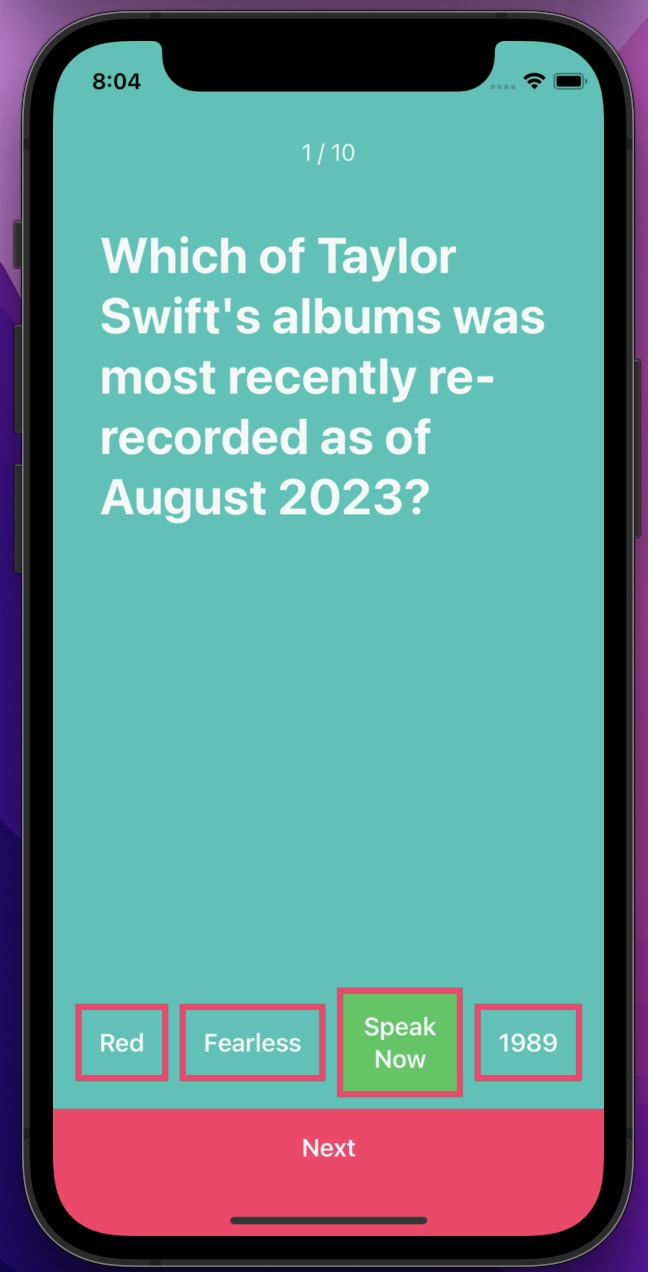 8:04
1 / 10
Which of Taylor
Swift's albums was
most recently re-
recorded as of
August 2023?
Red
Fearless
Speak
Now
1989
Next